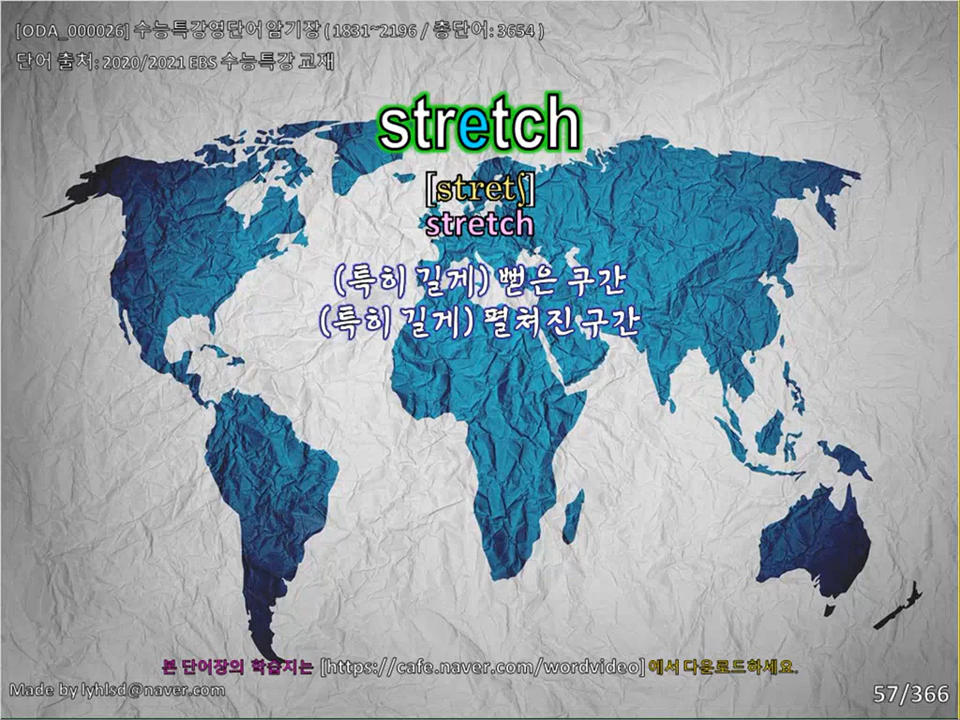 [ODA_000026] 수능특강영단어 암기장 ( 1831~2196 / 총단어: 3654 )
단어 출처: 2020/2021 EBS 수능특강 교재
stretch
[stretʃ]
stretch
(특히 길게) 뻗은 구간
(특히 길게) 펼쳐진 구간
본 단어장의 학습지는 [https://cafe.naver.com/wordvideo] 에서 다운로드하세요.
Made by lyhlsd@naver.com
57/366